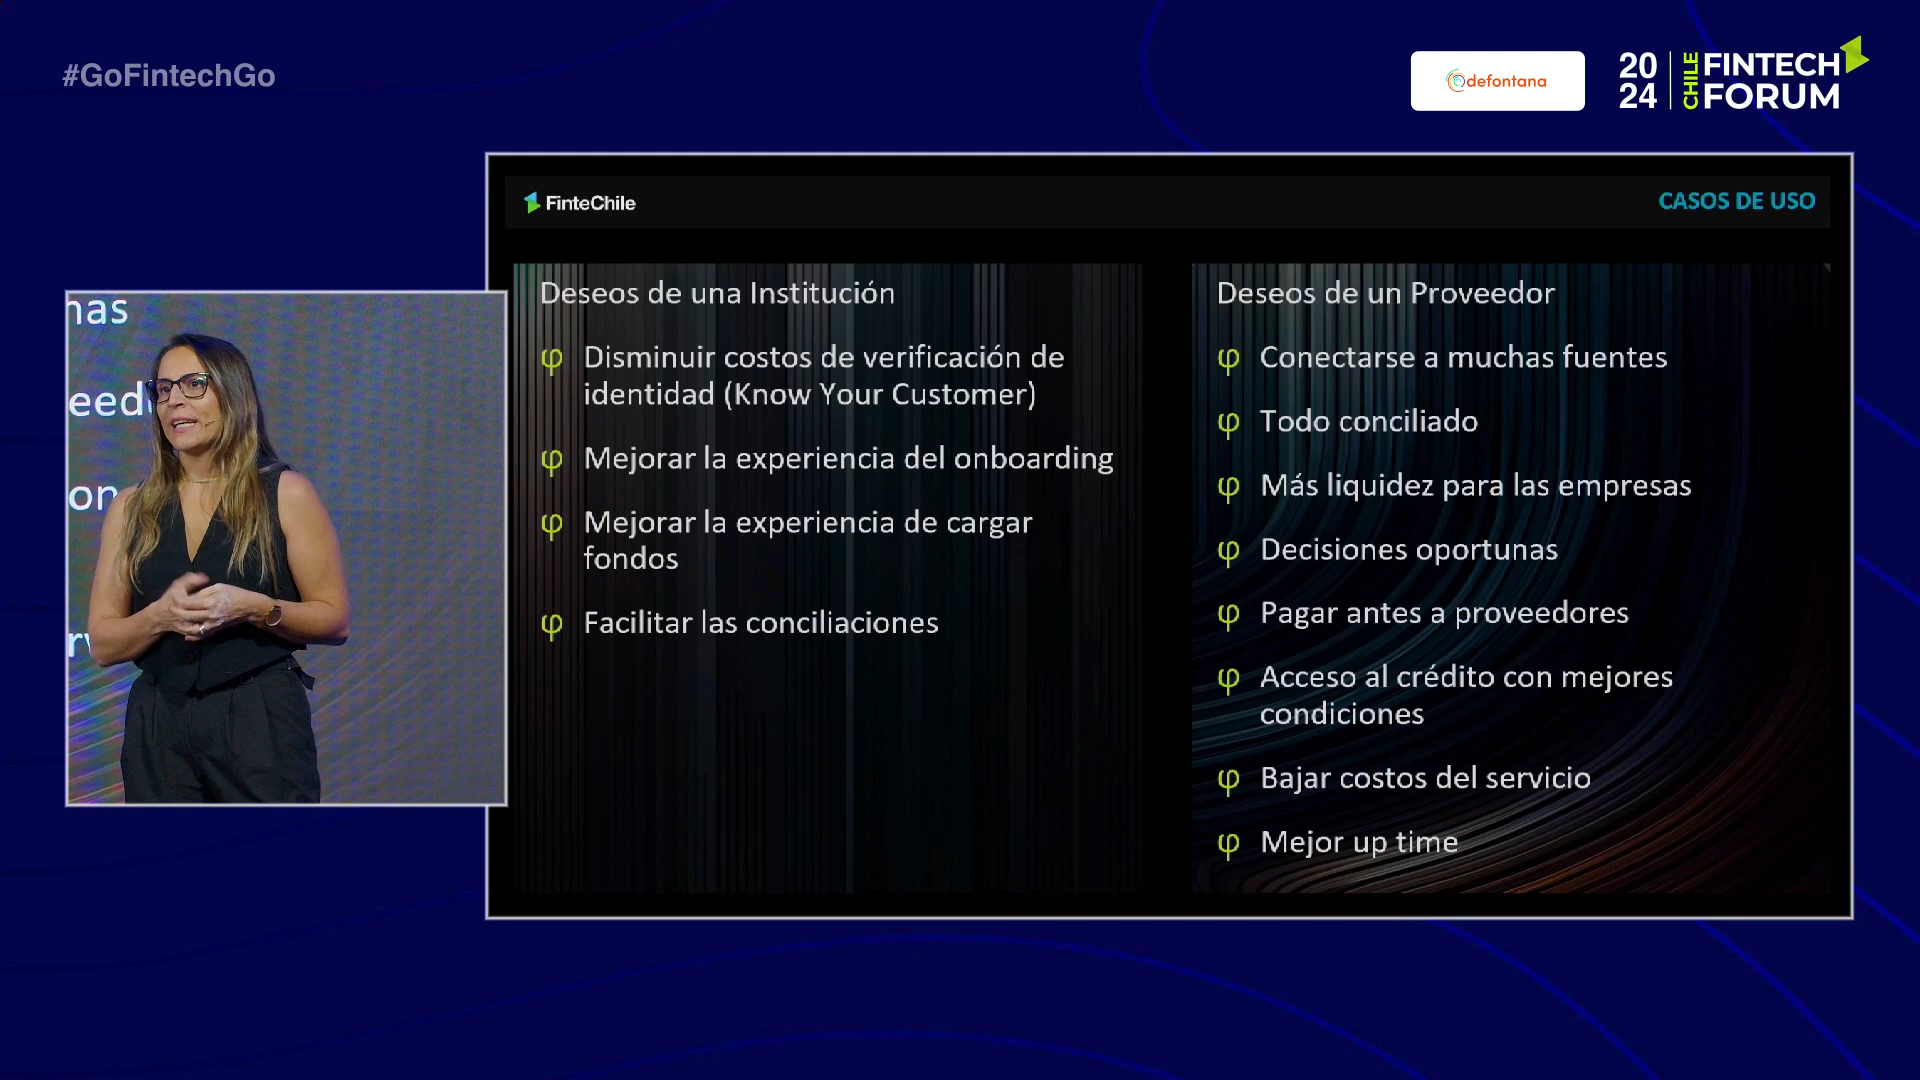 #GoFintechGo
defontana
20
24
CHILE
FINTECH
FORUM
FinteChile
CASOS DE USO
Deseos de una Institución
φ Disminuir costos de verificación de
identidad (Know Your Customer)
φ Mejorar la experiencia del onboarding
φ Mejorar la experiencia de cargar
fondos
φ Facilitar las conciliaciones
Deseos de un Proveedor
φ Conectarse a muchas fuentes
φ Todo conciliado
φ Más liquidez para las empresas
φ Decisiones oportunas
φ Pagar antes a proveedores
φ Acceso al crédito con mejores
condiciones
φ Bajar costos del servicio
φ Mejor up time